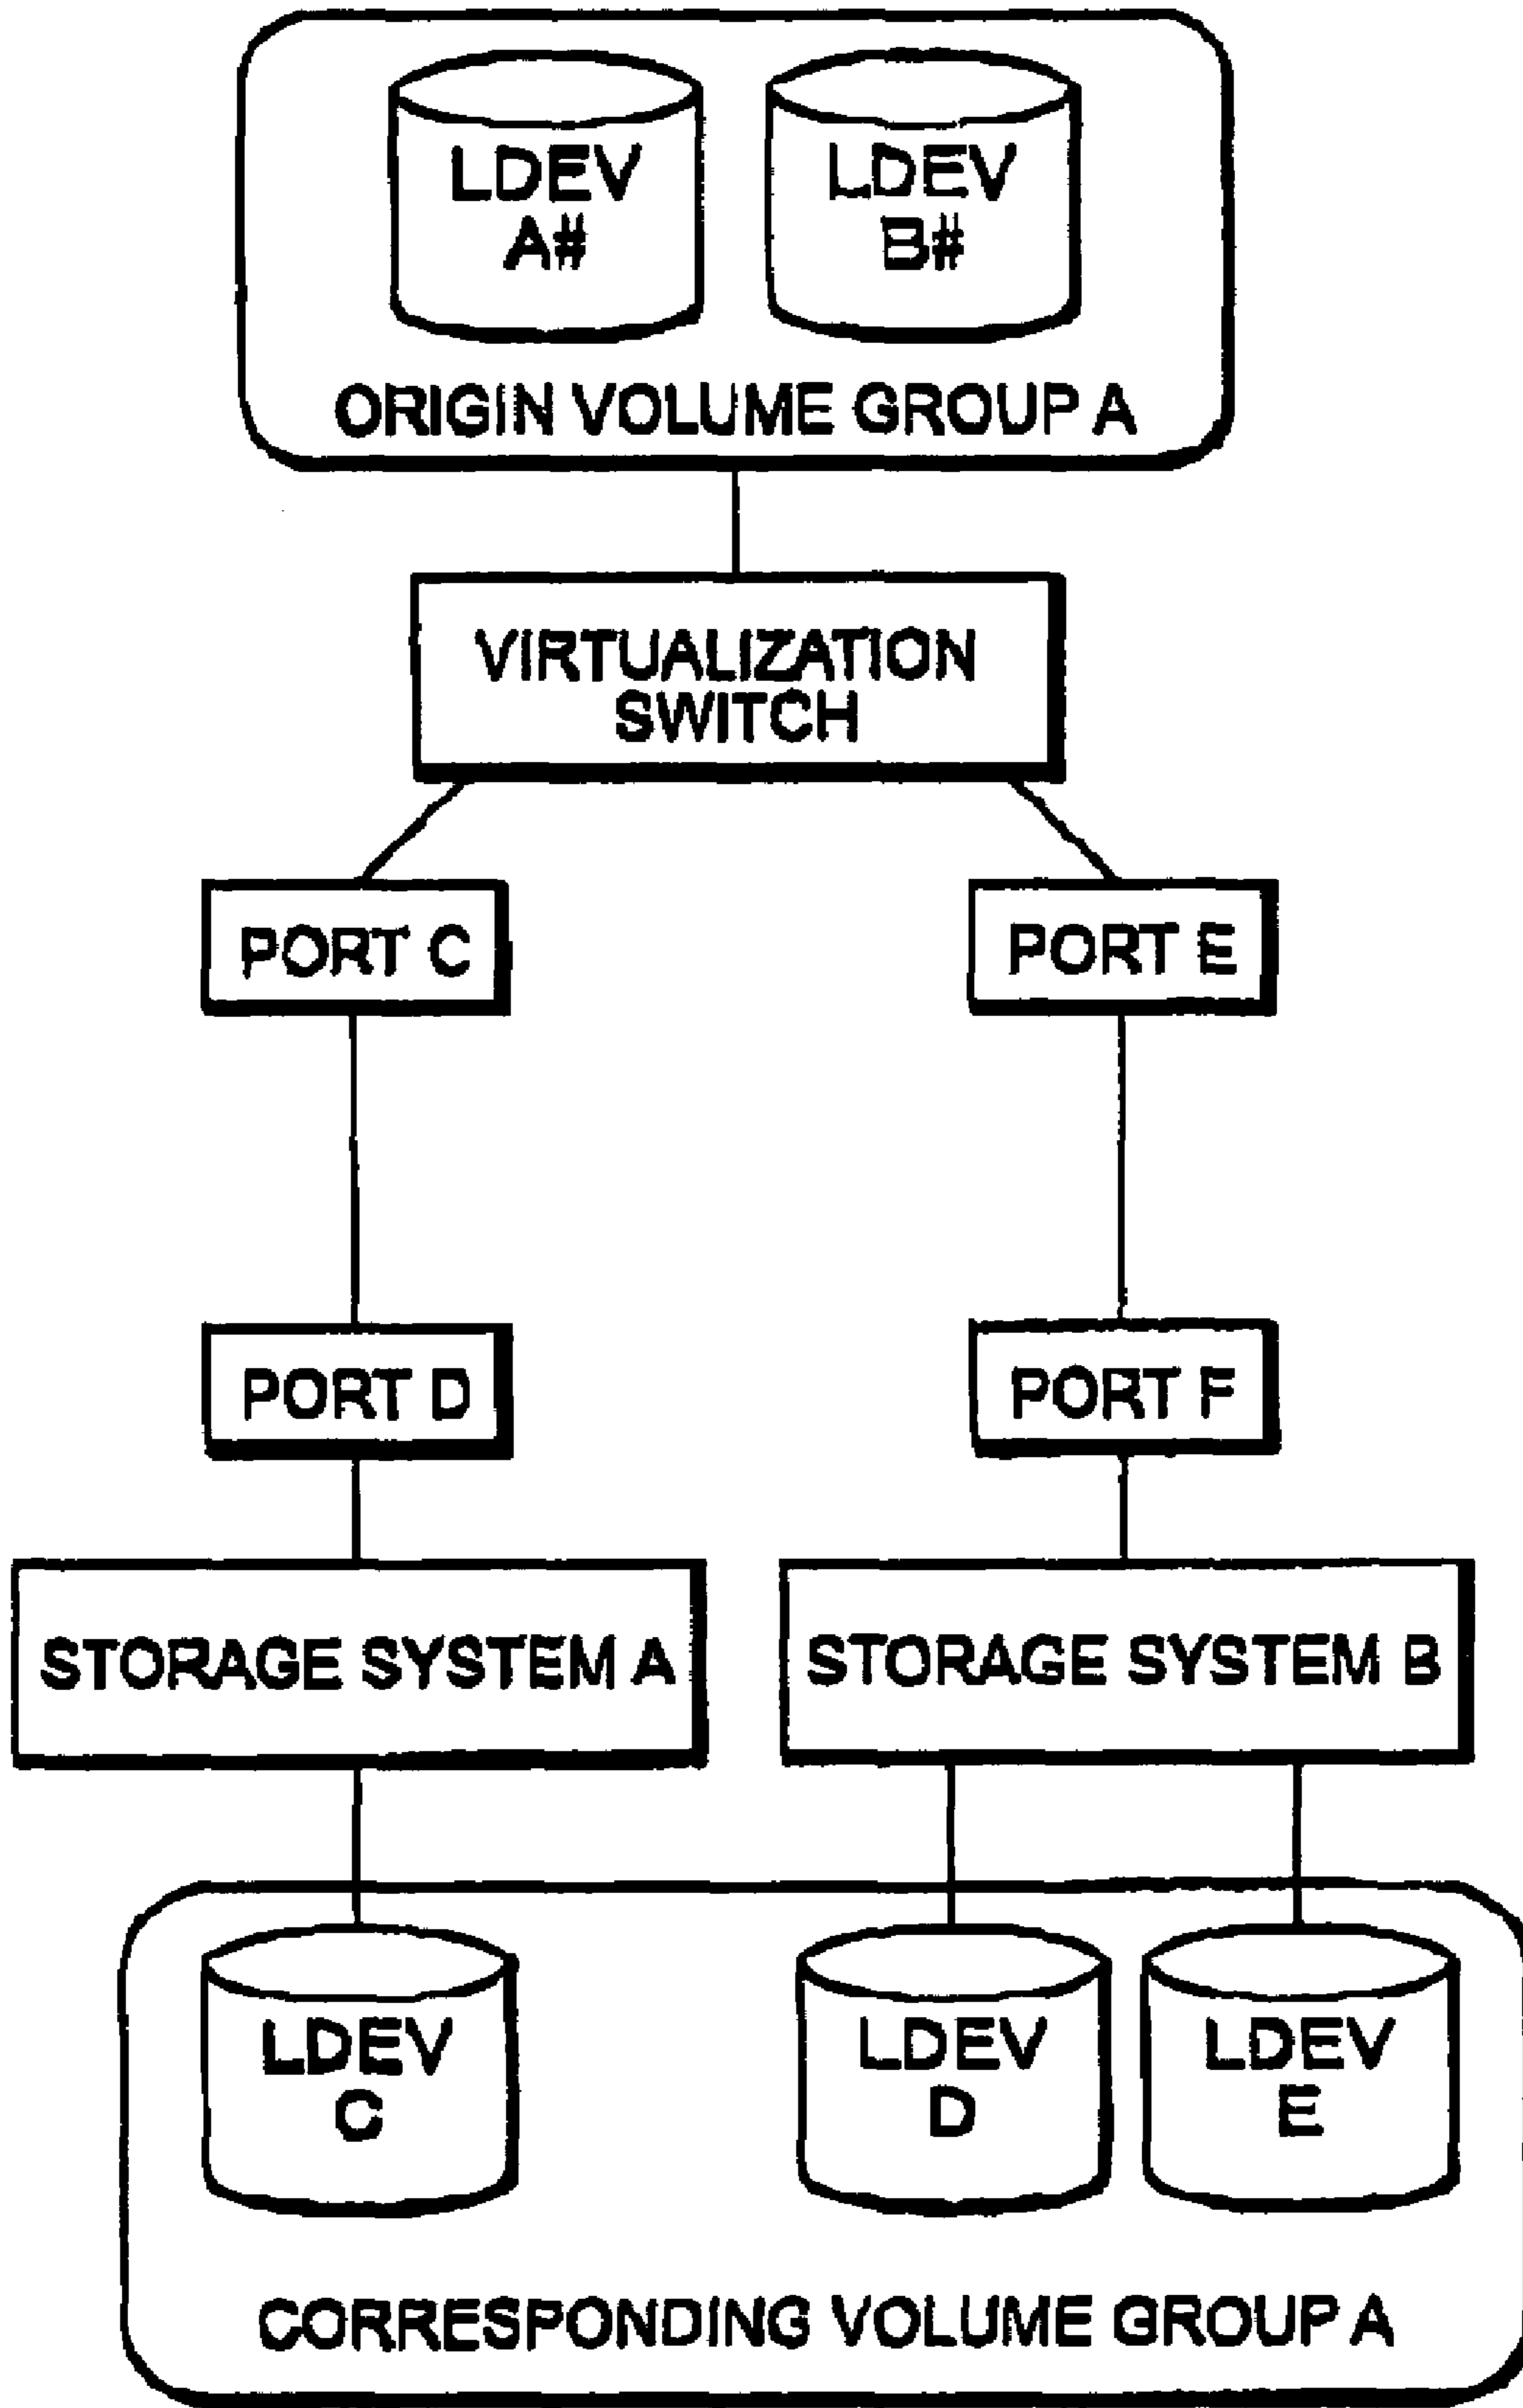 LDEV
A#
LDEV
B#
ORIGIN VOLUME GROUP A
VIRTUALIZATION
SWITCH
PORT C
PORT E
PORT D
PORT F
STORAGE SYSTEM A
STORAGE SYSTEM B
LDEV
C
LDEV
D
LDEV
E
CORRESPONDING VOLUME GROUP A